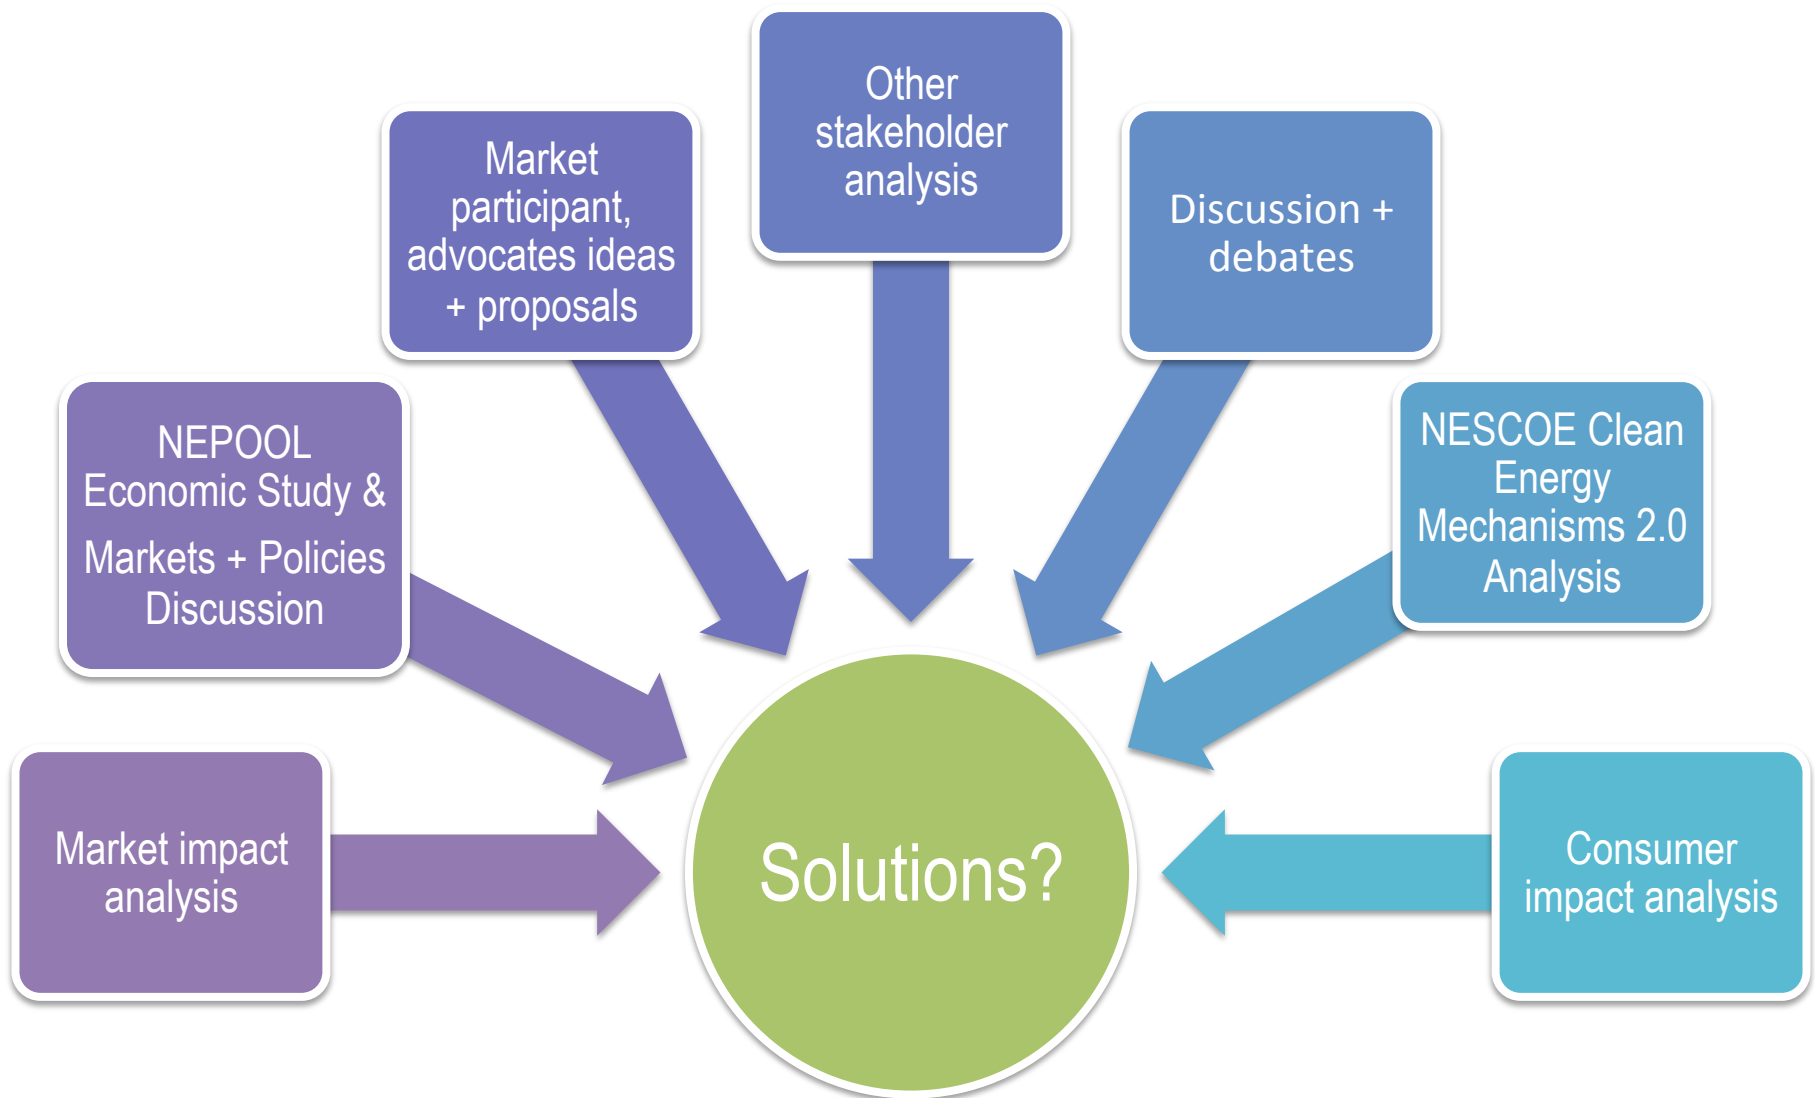 Market impact
analysis
NEPOOL
Economic Study &
Markets + Policies
Discussion
Market
participant,
advocates ideas
+ proposals
Other
stakeholder
analysis
Discussion +
debates
NESCOE Clean
Energy
Mechanisms 2.0
Analysis
Consumer
impact analysis
Solutions?